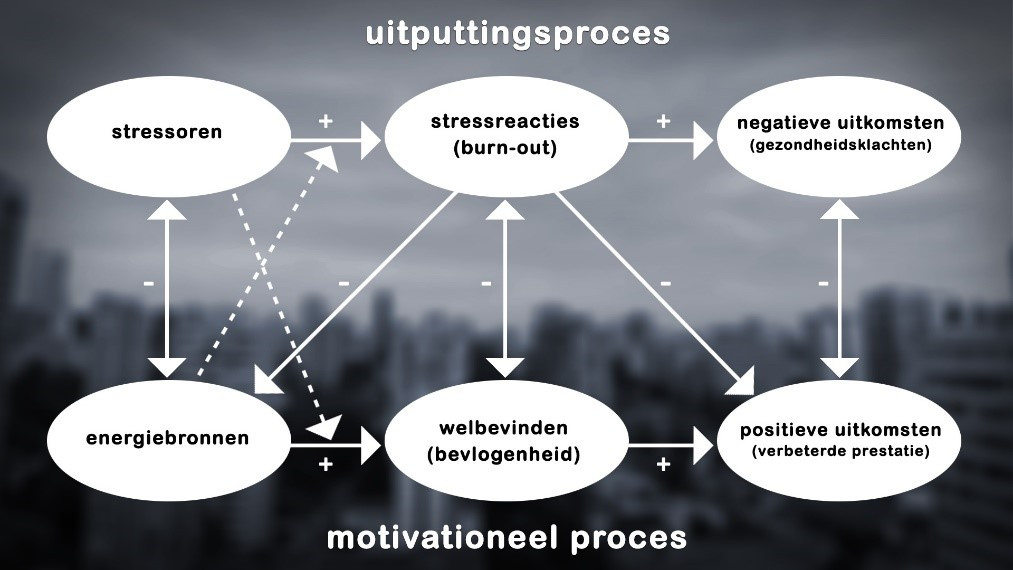 uitputtingsproces
stressoren
+
stressreacties
(burn-out)
+
negatieve uitkomsten
(gezondheidsklachten)
-
-
-
-
-
energiebronnen
+
welbevinden
(bevlogenheid)
+
positieve uitkomsten
(verbeterde prestatie)
motivationeel proces